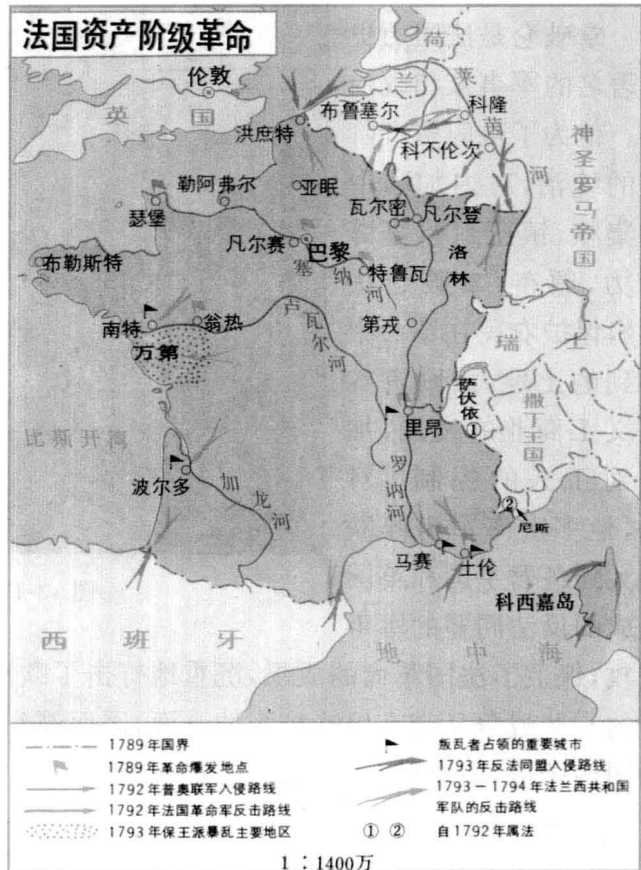 法国资产阶级革命
荷
兰
莱
茵
河
伦敦
英国
布鲁塞尔
科隆
洪庶特
科不伦次
神圣罗马帝国
勒阿弗尔
亚眠
瓦尔密
凡尔登
瑟堡
凡尔赛
巴黎
洛林
布勒斯特
塞纳河
特鲁瓦
南特
翁热
卢瓦尔河
第戎
瑞士
万第
萨伏依
①
撒丁王国
比斯开湾
里昂
波尔多
加龙河
罗讷河
②
尼斯
马赛
土伦
科西嘉岛
西班牙
地中海
1789年国界
1789年革命爆发地点
1792年普奥联军入侵路线
1792年法国革命军反击路线
1793年保王派暴乱主要地区
叛乱者占领的重要城市
1793年反法同盟入侵路线
1793-1794年法兰西共和国
军队的反击路线
① ② 自1792年属法
1：1400万